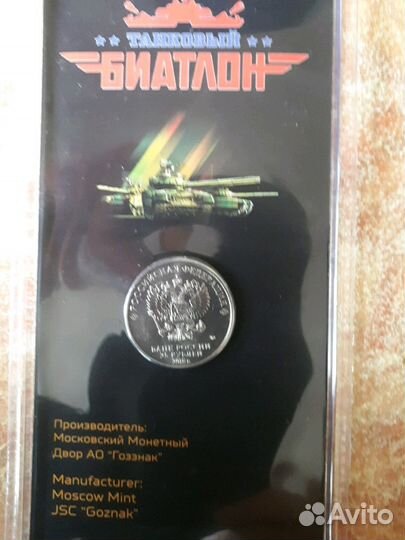 ТАНКОВЫЙ
БИАТЛОН
РОССИЙСКАЯ ФЕДЕРАЦИЯ
БАНК РОССИИ
25 РУБЛЕЙ
Производитель:
Московский Монетный
Двор АО "Гоззнак"
Manufacturer:
Moscow Mint
JSC "Goznak"
Avito